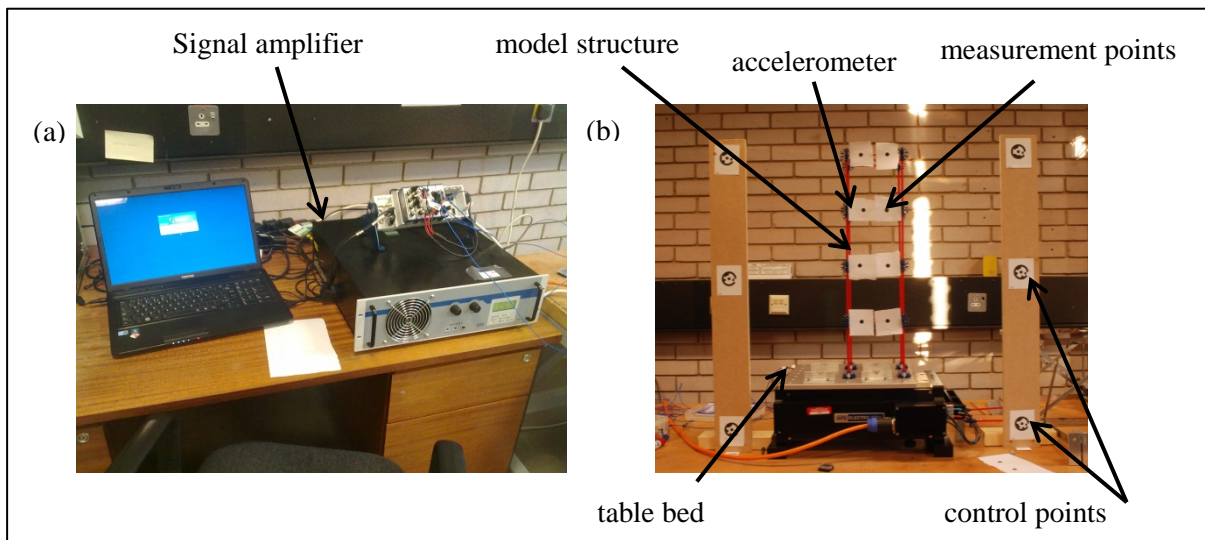 Signal amplifier
model structure
accelerometer
measurement points
(a)
(b)
table bed
control points